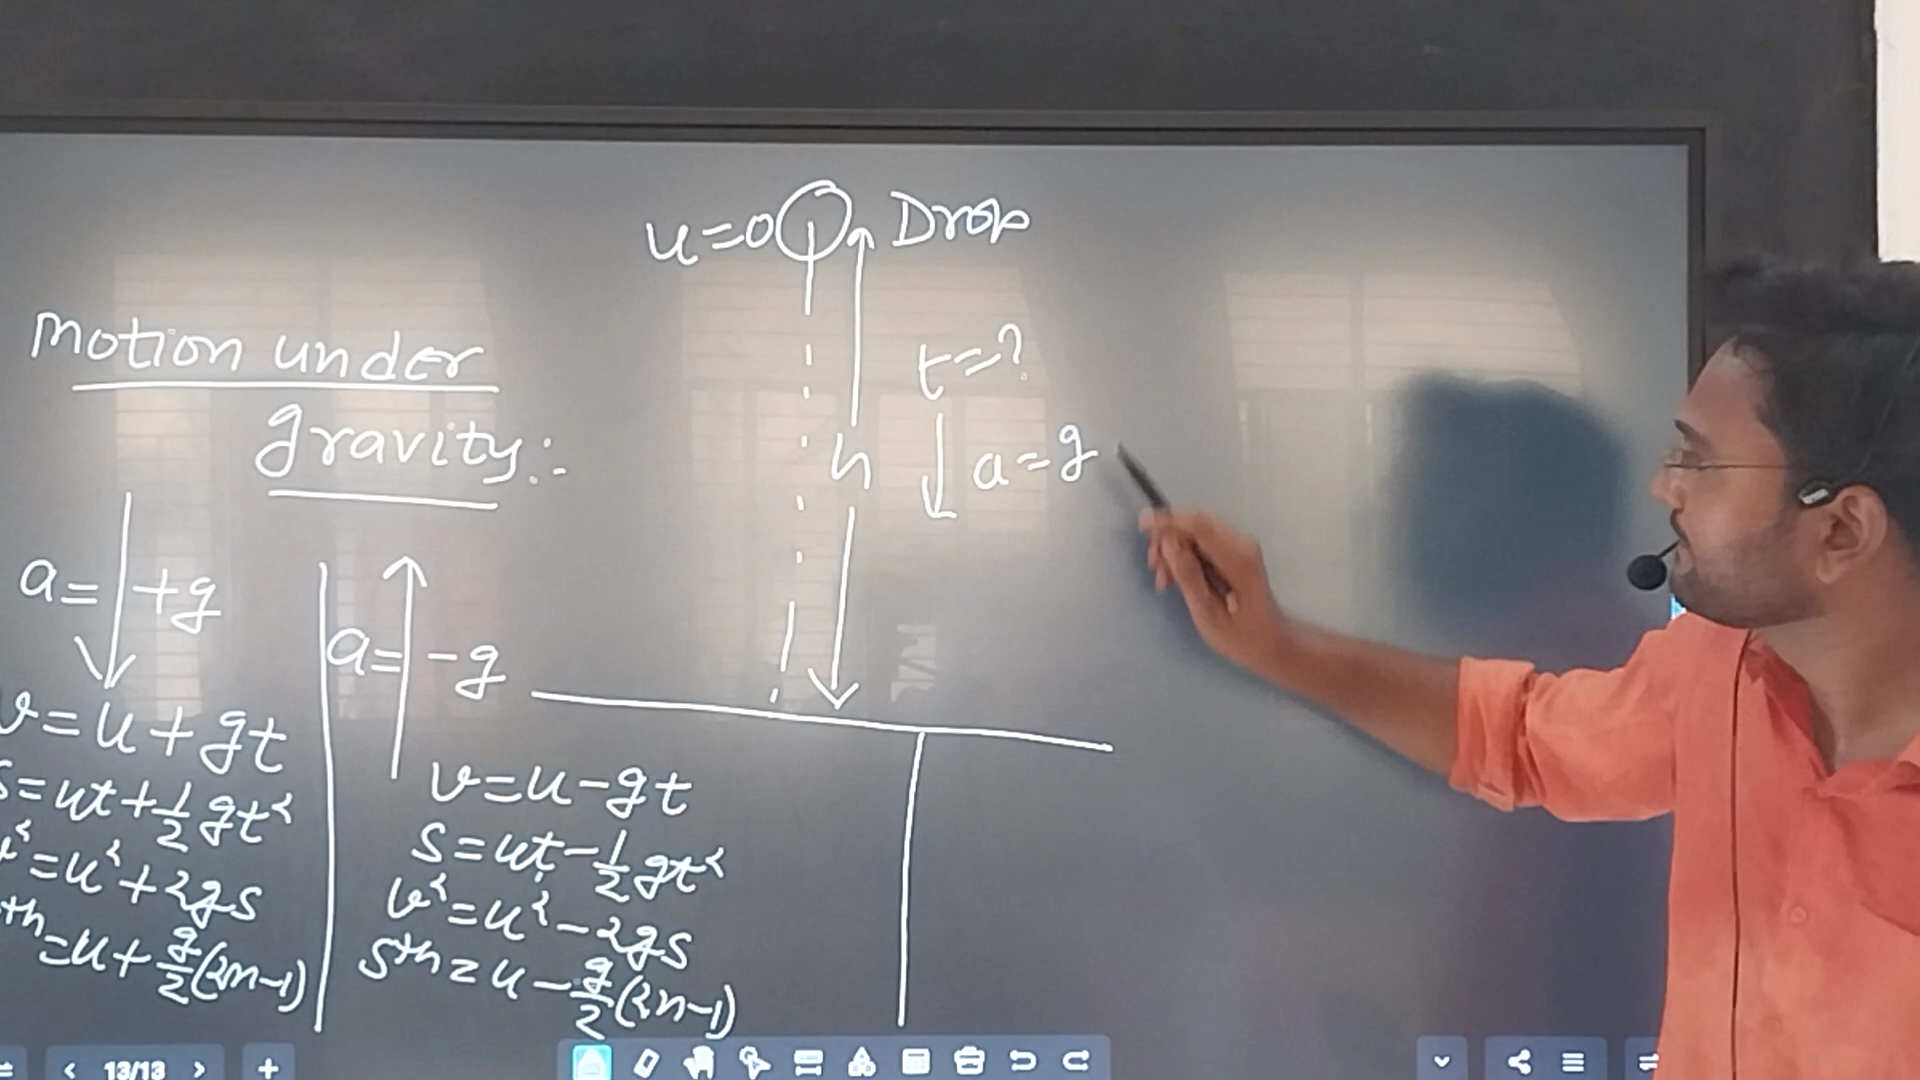 motion under
gravity:-
a= +g
v=u+gt
s=ut+½gt²
v²=u²+2gs
th=u+g/2(2n-1)
a= -g
v=u-gt
s=ut-½gt²
v²=u²-2gs
sth=u-g/2(2n-1)
u=0 Drop
t=?
h
a=g
13/13